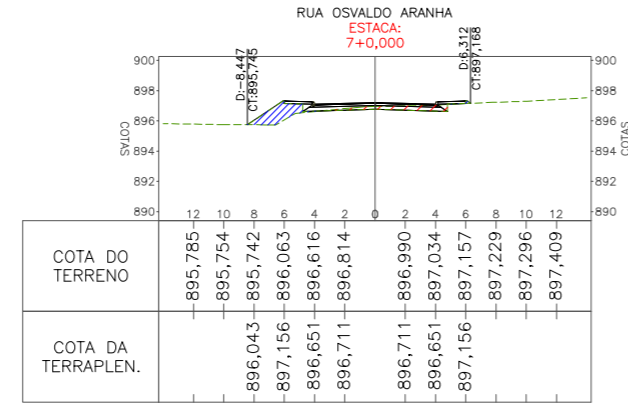 RUA OSVALDO ARANHA
ESTACA:
7+0,000
D:-8,447
CT:895,745
D:6,312
CT:897,168
900
898
896
894
892
890
COTAS
900
898
896
894
892
890
COTAS
12 10 8 6 4 2 0 2 4 6 8 10 12
COTA DO
TERRENO
895,785
895,754
895,742
896,063
896,616
896,814
896,990
897,034
897,157
897,229
897,296
897,409
COTA DA
TERRAPLEN.
896,043
897,156
896,651
896,711
896,711
896,651
897,156